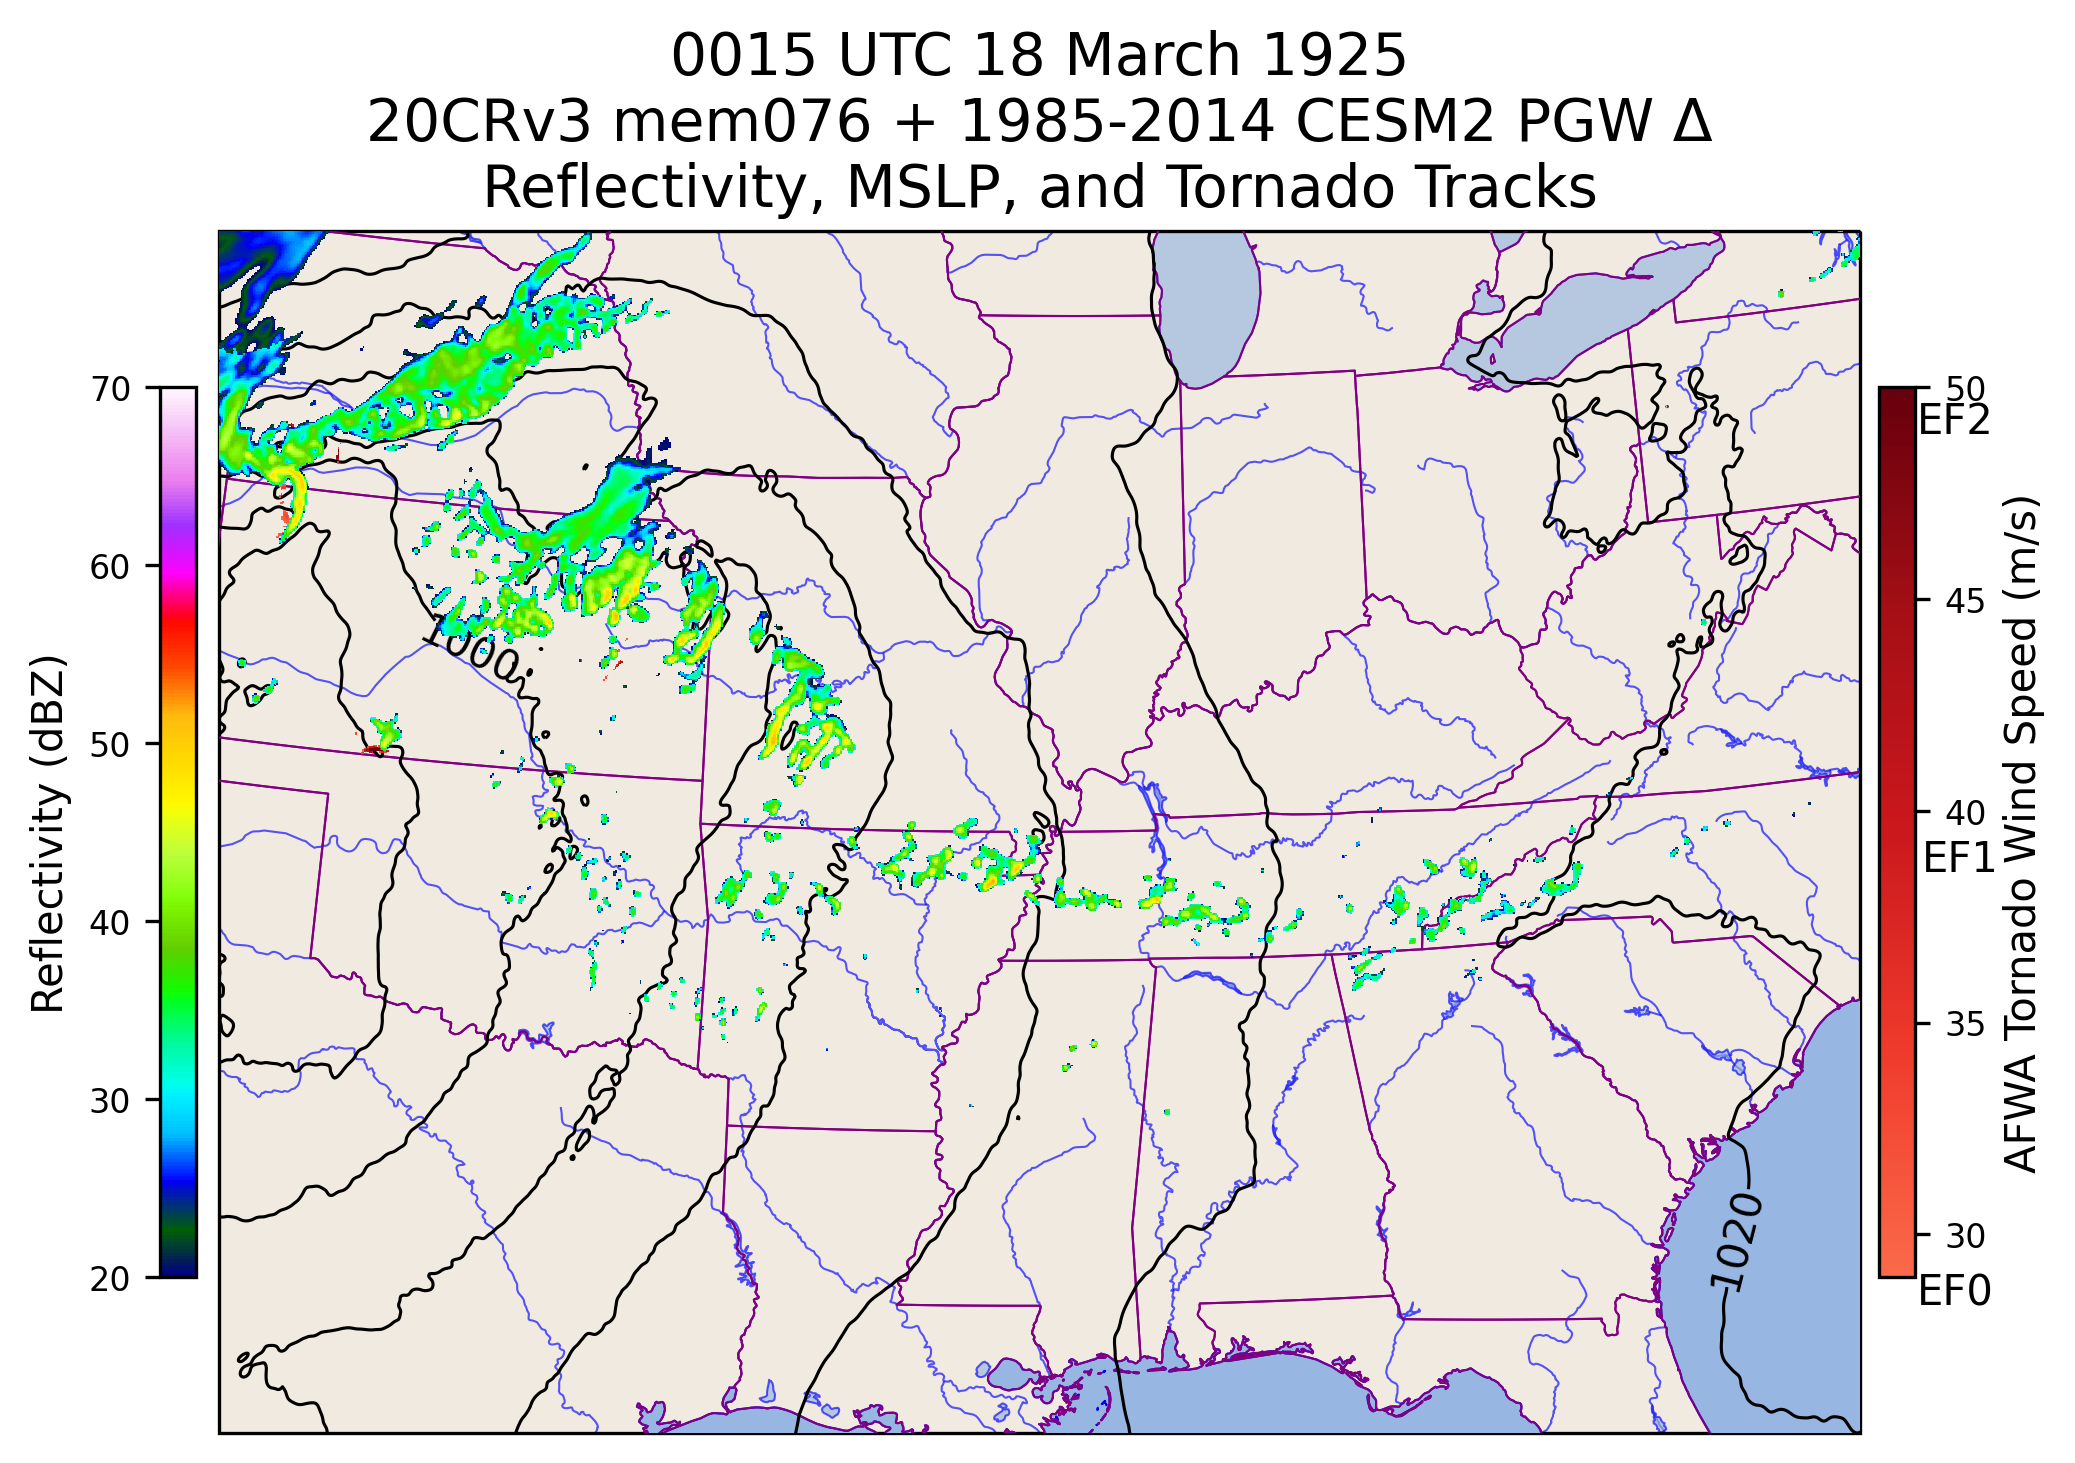 0015 UTC 18 March 1925
20CRv3 mem076 + 1985-2014 CESM2 PGW Δ
Reflectivity, MSLP, and Tornado Tracks
70
60
50
40
30
20
Reflectivity (dBZ)
1000
1020
50
EF2
45
40
EF1
35
30
EF0
AFWA Tornado Wind Speed (m/s)